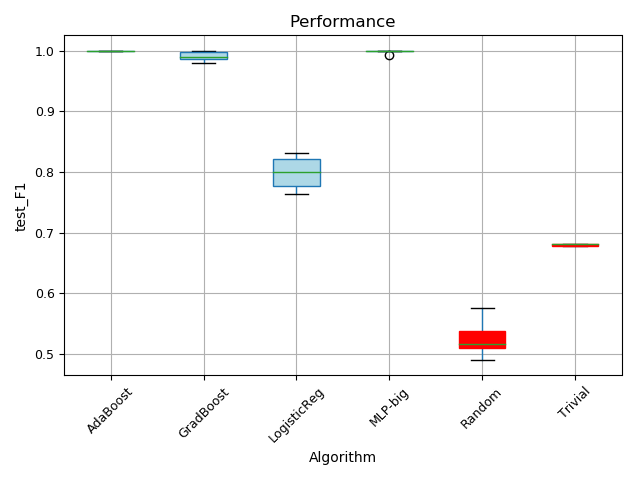 Performance
test_F1
1.0
0.9
0.8
0.7
0.6
0.5
AdaBoost
GradBoost
LogisticReg
MLP-big
Random
Trivial
Algorithm